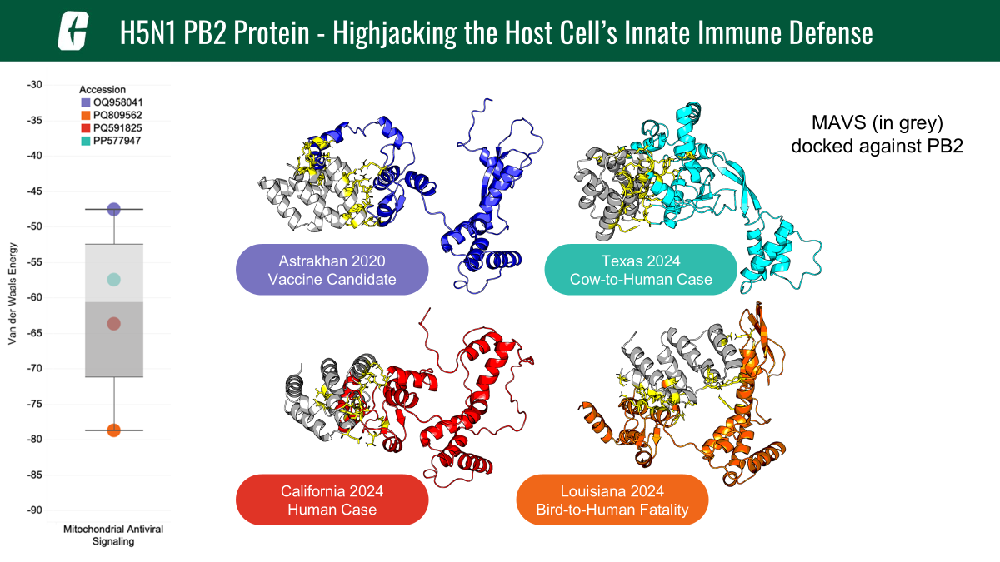 H5N1 PB2 Protein - Highjacking the Host Cell's Innate Immune Defense
-30
-35
-40
-45
-50
-55
-60
-65
-70
-75
-80
-85
-90
Van der Waals Energy
Accession
OQ958041
PQ809562
PQ591825
PP577947
Mitochondrial Antiviral
Signaling
MAVS (in grey)
docked against PB2
Astrakhan 2020
Vaccine Candidate
Texas 2024
Cow-to-Human Case
California 2024
Human Case
Louisiana 2024
Bird-to-Human Fatality